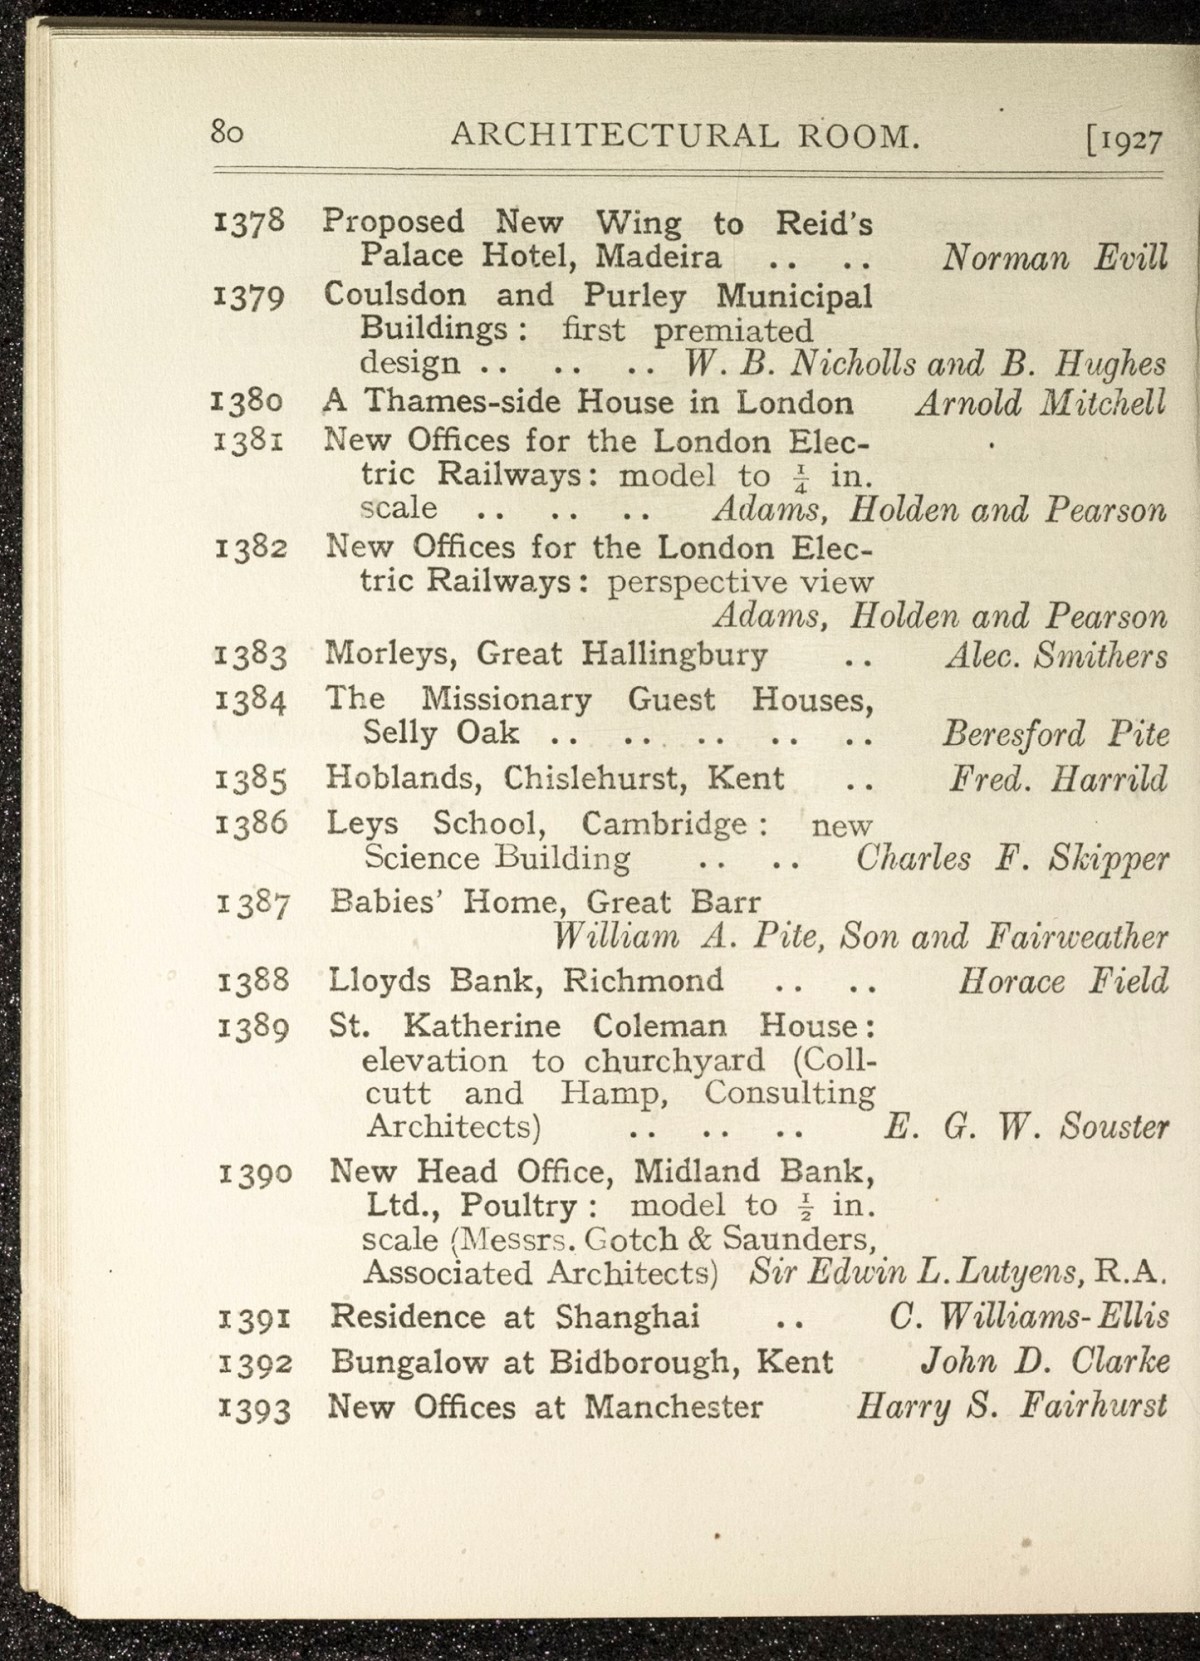 80 ARCHITECTURAL ROOM. [1927
1378 Proposed New Wing to Reid's
Palace Hotel, Madeira .. .. Norman Evill
1379 Coulsdon and Purley Municipal
Buildings : first premiated
design .. .. .. W. B. Nicholls and B. Hughes
1380 A Thames-side House in London Arnold Mitchell
1381 New Offices for the London Elec-
tric Railways : model to ¼ in.
scale .. .. .. Adams, Holden and Pearson
1382 New Offices for the London Elec-
tric Railways : perspective view
Adams, Holden and Pearson
1383 Morleys, Great Hallingbury .. Alec. Smithers
1384 The Missionary Guest Houses,
Selly Oak .. .. .. .. .. Beresford Pite
1385 Hoblands, Chislehurst, Kent .. Fred. Harrild
1386 Leys School, Cambridge : new
Science Building .. .. Charles F. Skipper
1387 Babies' Home, Great Barr
William A. Pite, Son and Fairweather
1388 Lloyds Bank, Richmond .. .. Horace Field
1389 St. Katherine Coleman House :
elevation to churchyard (Coll-
cutt and Hamp, Consulting
Architects) .. .. .. E. G. W. Souster
1390 New Head Office, Midland Bank,
Ltd., Poultry : model to ½ in.
scale (Messrs. Gotch & Saunders,
Associated Architects) Sir Edwin L. Lutyens, R.A.
1391 Residence at Shanghai .. C. Williams-Ellis
1392 Bungalow at Bidborough, Kent John D. Clarke
1393 New Offices at Manchester Harry S. Fairhurst